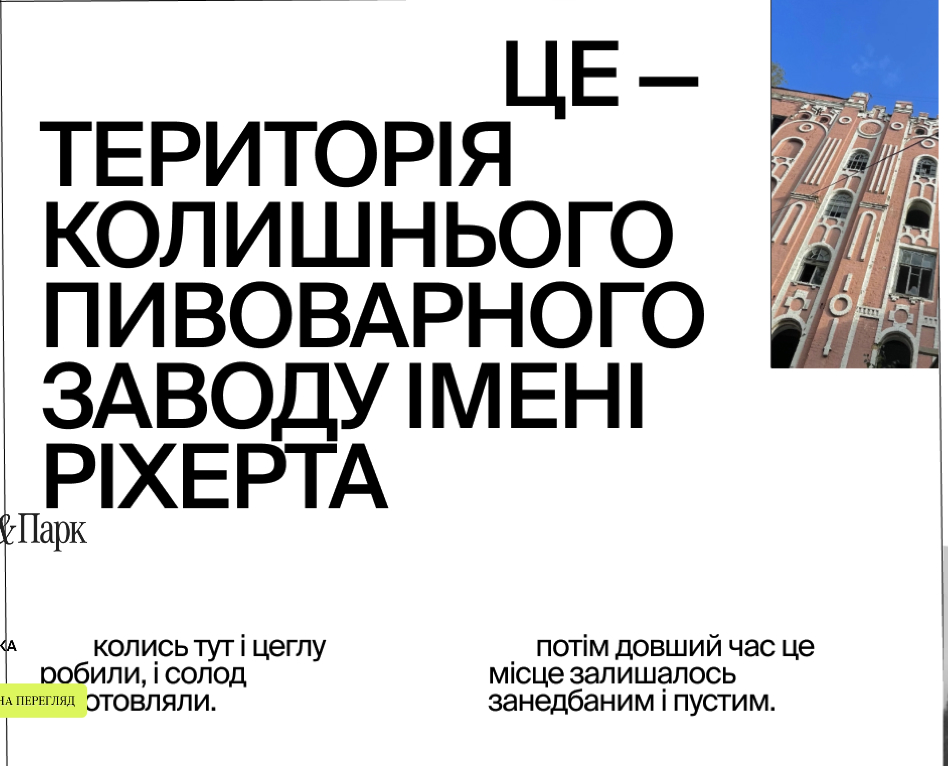 ЦЕ —
ТЕРИТОРІЯ
КОЛИШНЬОГО
ПИВОВАРНОГО
ЗАВОДУ ІМЕНІ
РІХЕРТА
&Парк
КА
колись тут і цеглу
робили, і солод
отовляли.
НА ПЕРЕГЛЯД
потім довший час це
місце залишалось
занедбаним і пустим.